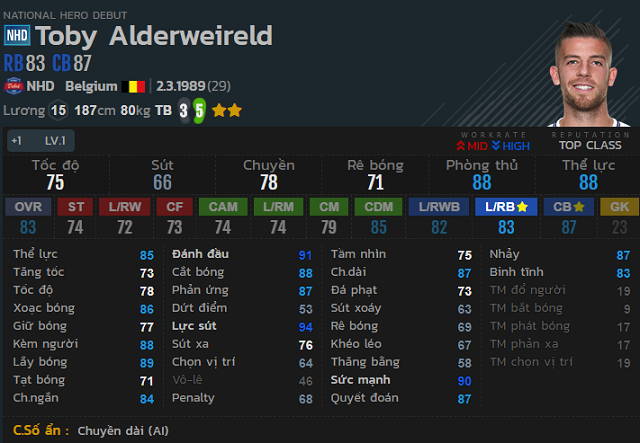 NATIONAL HERO DEBUT
NHD Toby Alderweireld
RB83 CB87
NHD Belgium 2.3.1989(29)
Lương 15 187cm 80kg TB 3 5
+1 LV.1
WORKRATE MID HIGH
REPUTATION TOP CLASS
Tốc độ Sút Chuyền Rê bóng Phòng thủ Thể lực
75 66 78 71 88 88
OVR ST L/RW CF CAM L/RM CM CDM L/RWB L/RB CB GK
83 74 72 73 74 74 79 85 82 83 87 23
Thể lực 85 Đánh đầu 91 Tầm nhìn 75 Nhảy 87
Tăng tốc 73 Cắt bóng 88 Ch.dài 87 Bình tĩnh 83
Tốc độ 78 Phản ứng 87 Đá phạt 73 TM đổ người 19
Xoạc bóng 86 Dứt điểm 53 Sút xoáy 63 TM bắt bóng 9
Giữ bóng 77 Lực sút 94 Rê bóng 69 TM phát bóng 17
Kèm người 88 Sút xa 76 Khéo léo 67 TM phản xạ 17
Lấy bóng 89 Chọn vị trí 64 Thăng bằng 58 TM chọn vị trí 19
Tạt bóng 71 Vô-lê 46 Sức mạnh 90
Ch.ngắn 84 Penalty 68 Quyết đoán 87
C.Số ẩn : Chuyền dài (AI)